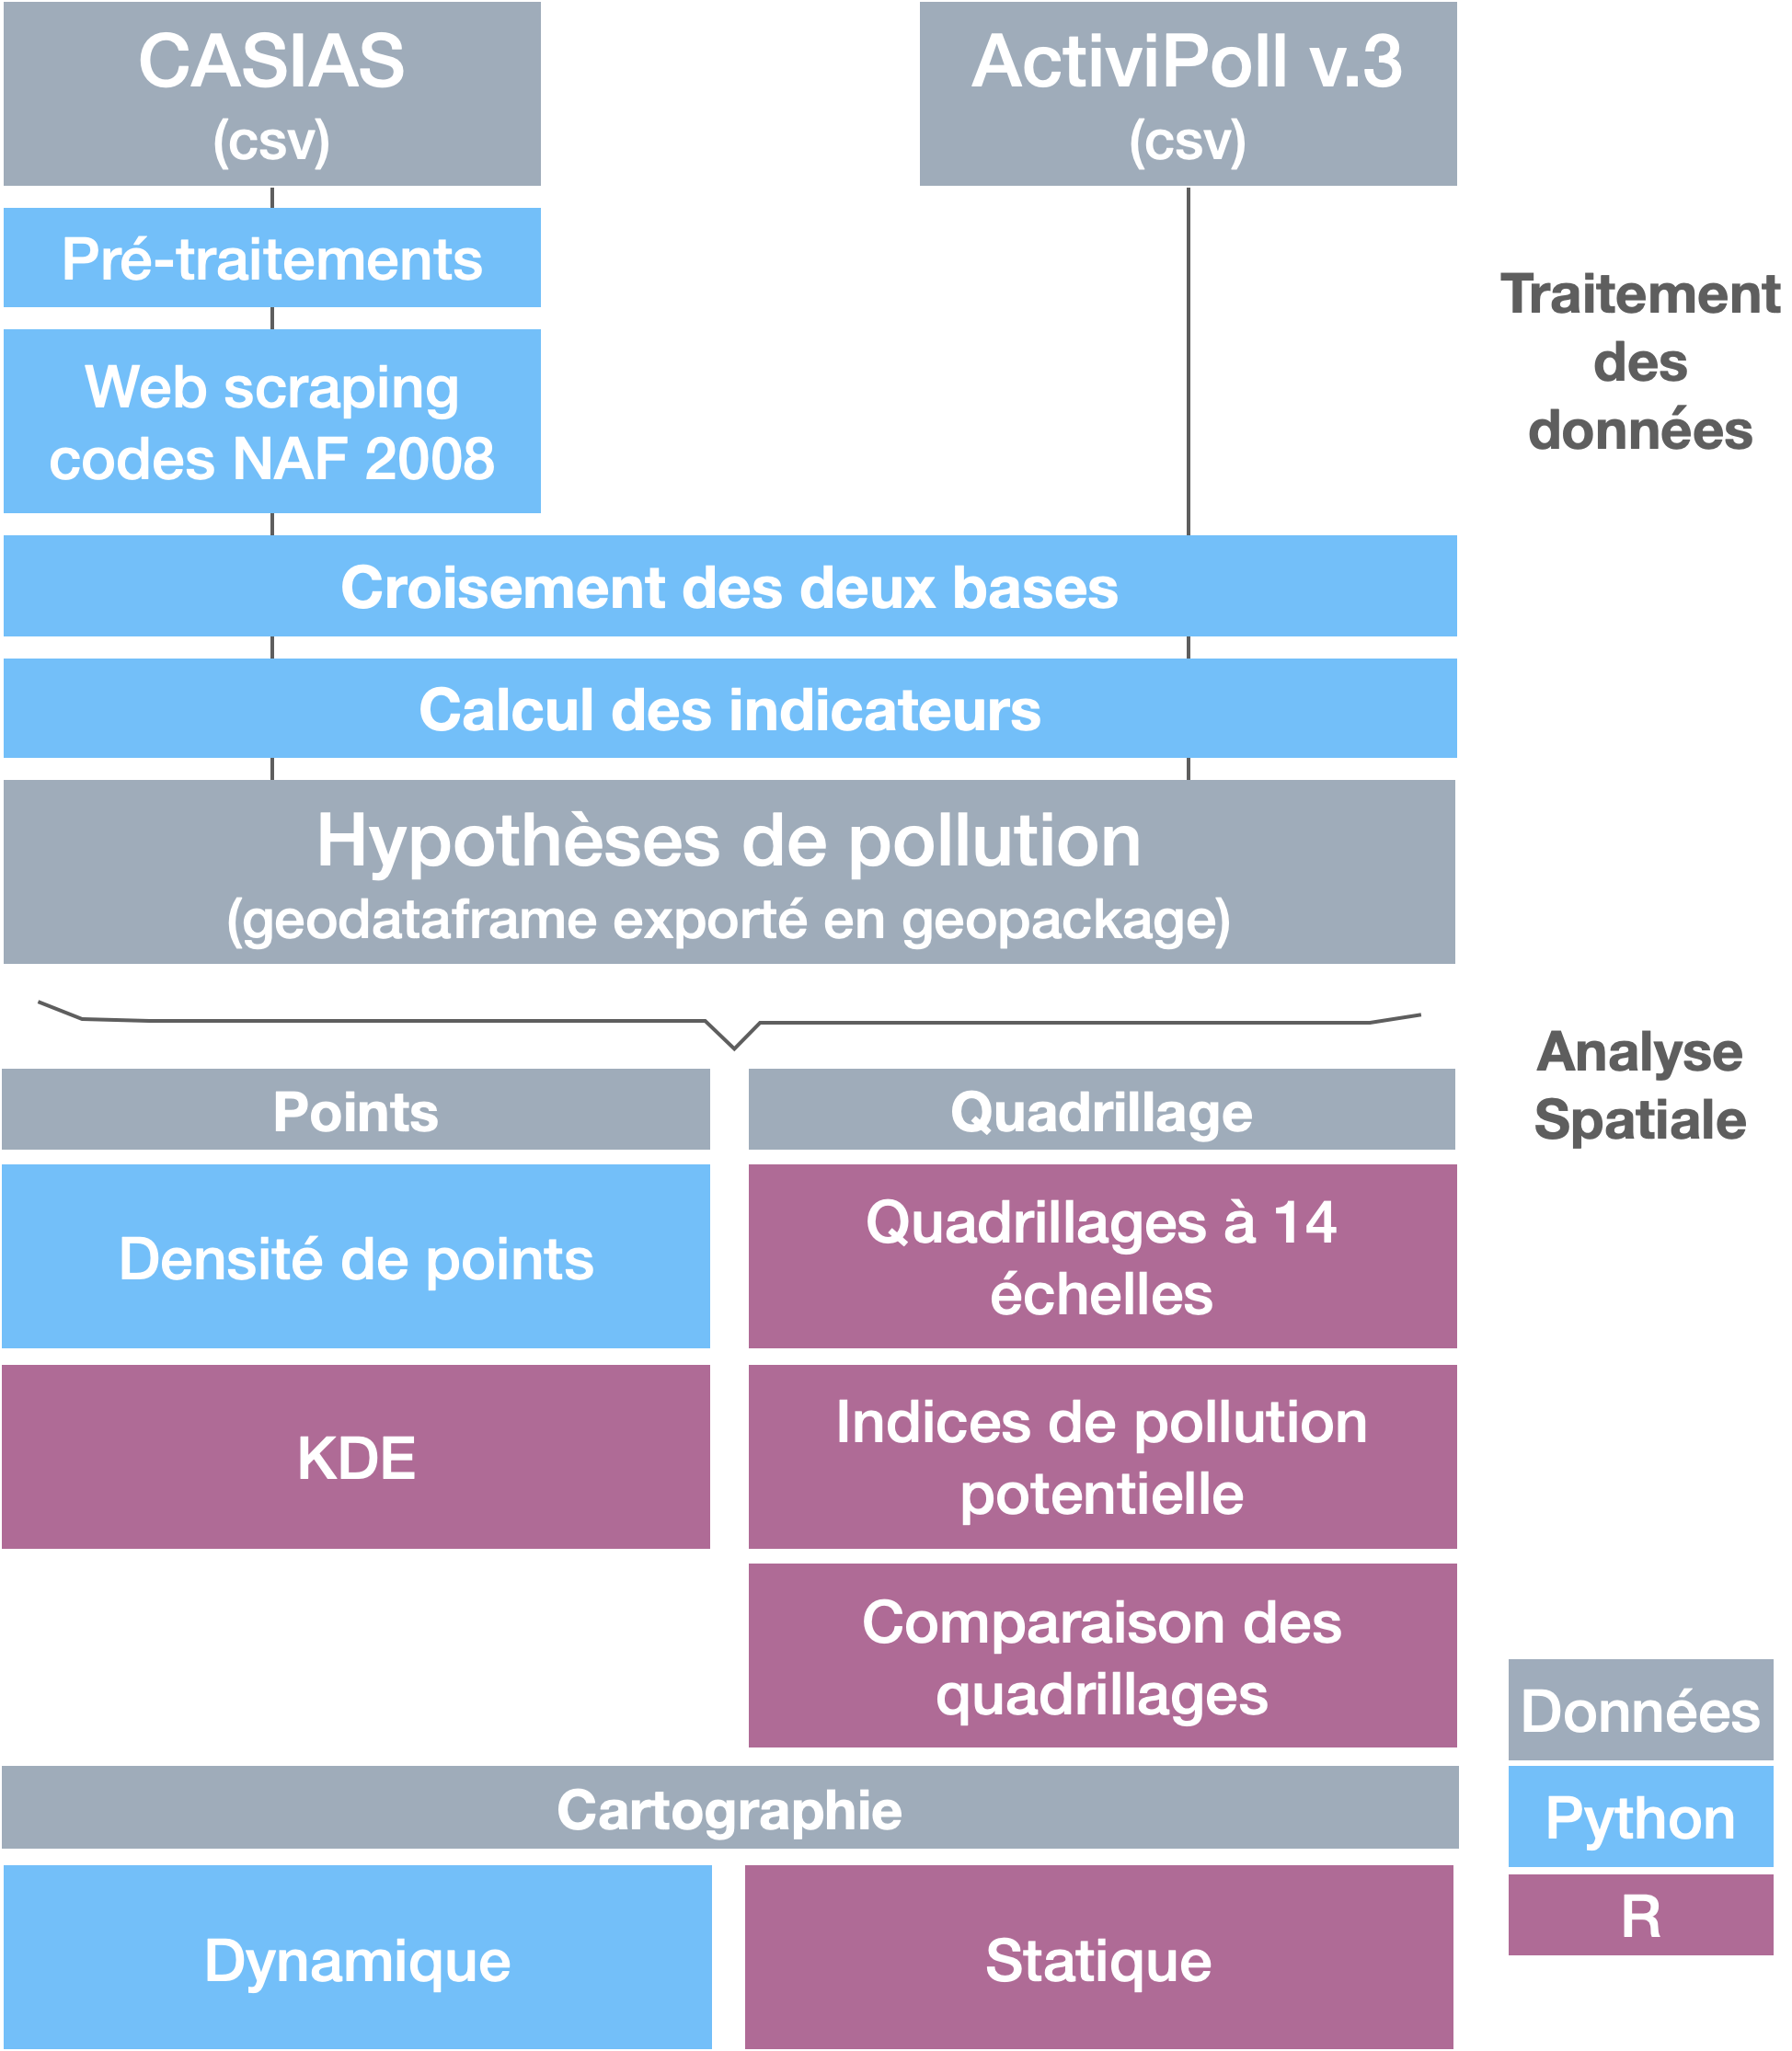 CASIAS
(csv)
ActiviPoll v.3
(csv)
Pré-traitements
Web scraping
codes NAF 2008
Traitement
des
données
Croisement des deux bases
Calcul des indicateurs
Hypothèses de pollution
(geodataframe exporté en geopackage)
Analyse
Spatiale
Points
Quadrillage
Densité de points
Quadrillages à 14
échelles
KDE
Indices de pollution
potentielle
Comparaison des
quadrillages
Cartographie
Dynamique
Statique
Données
Python
R